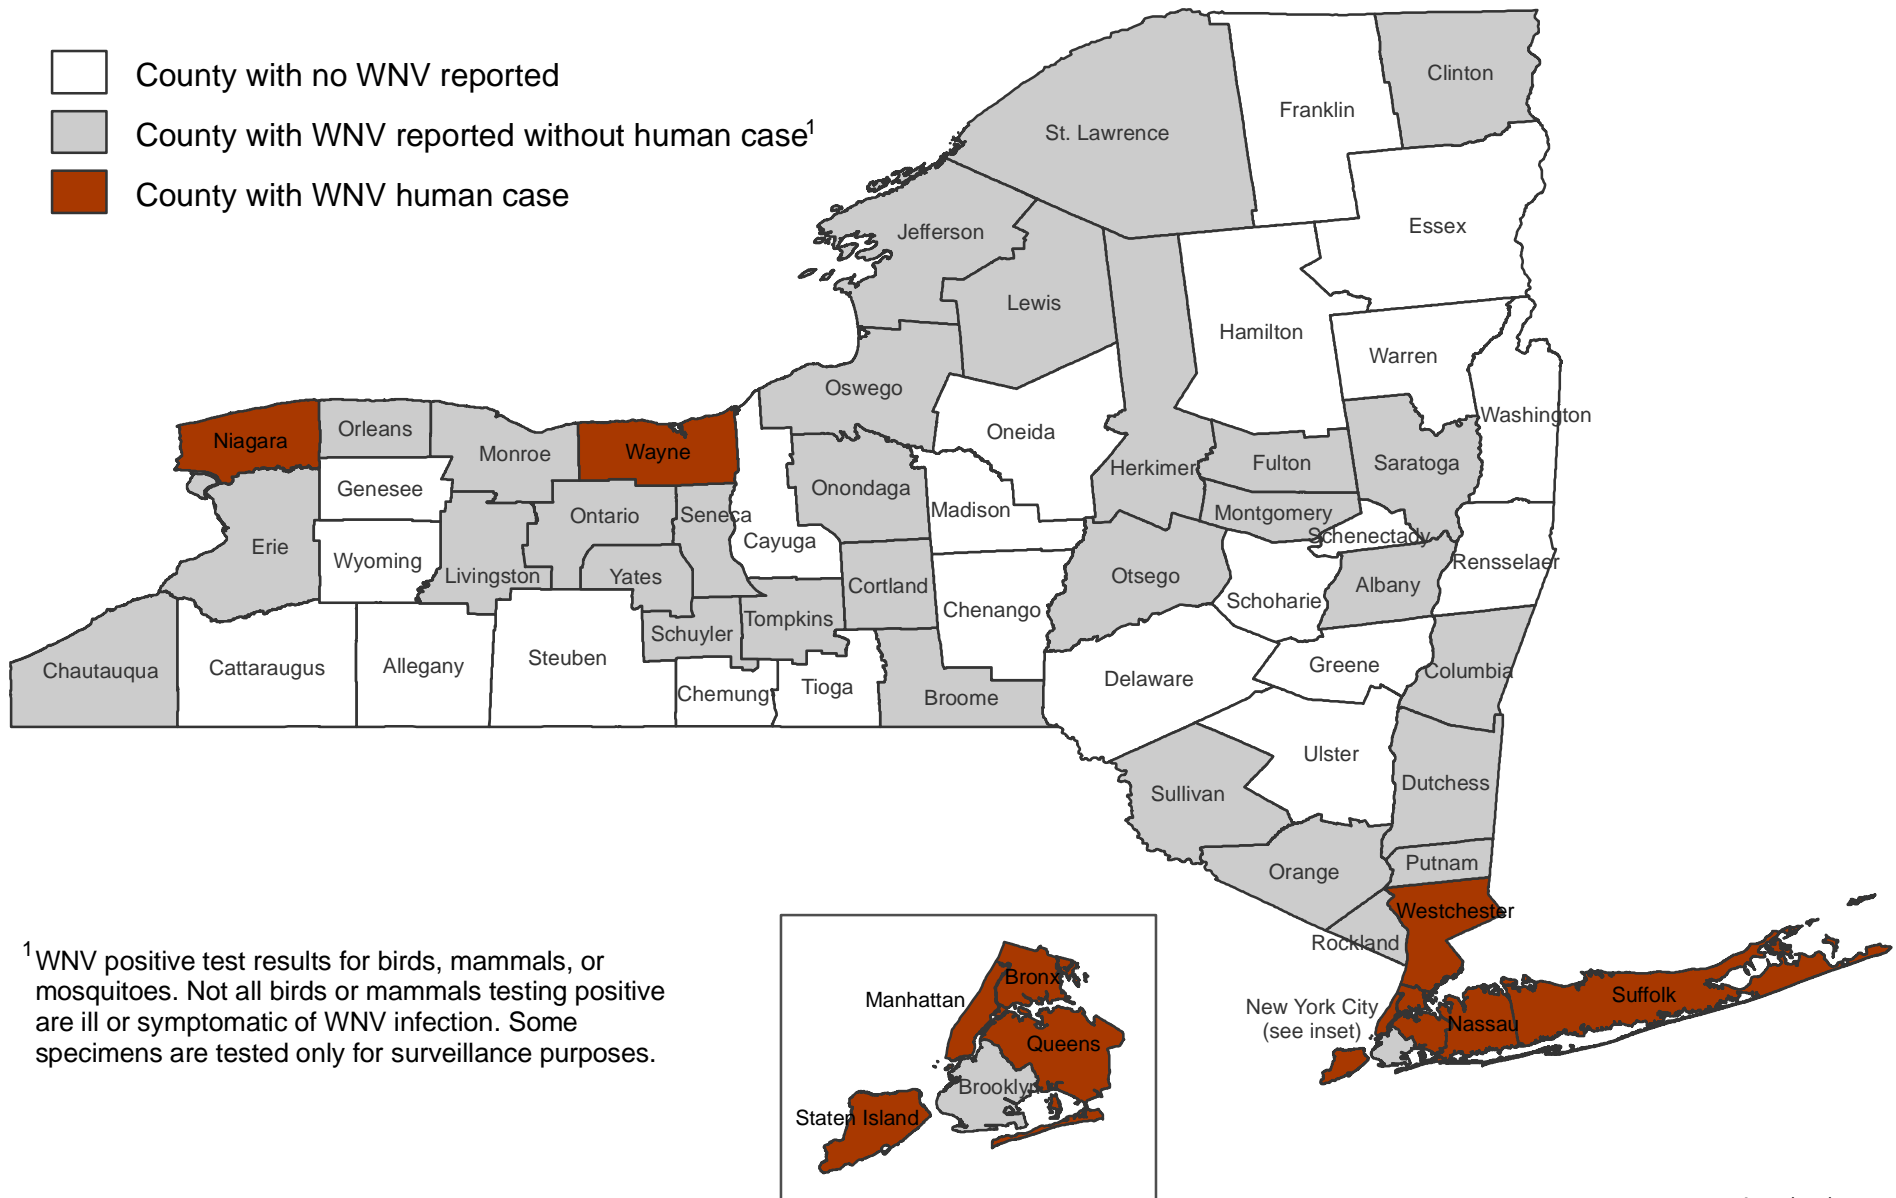 County with no WNV reported
County with WNV reported without human case1
County with WNV human case
Clinton
Franklin
St. Lawrence
Essex
Jefferson
Lewis
Hamilton
Warren
Oswego
Washington
Niagara
Orleans
Monroe
Wayne
Oneida
Herkimer
Fulton
Saratoga
Genesee
Onondaga
Madison
Montgomery
Ontario
Seneca
Schenectady
Cayuga
Erie
Wyoming
Livingston
Yates
Cortland
Otsego
Albany
Rensselaer
Chenango
Schoharie
Tompkins
Schuyler
Chautauqua
Cattaraugus
Allegany
Steuben
Chemung
Tioga
Broome
Delaware
Greene
Columbia
Ulster
Sullivan
Dutchess
Orange
Putnam
Westchester
Rockland
1WNV positive test results for birds, mammals, or
mosquitoes. Not all birds or mammals testing positive
are ill or symptomatic of WNV infection. Some
specimens are tested only for surveillance purposes.
Manhattan
Bronx
Queens
Brooklyn
Staten Island
New York City
(see inset)
Nassau
Suffolk